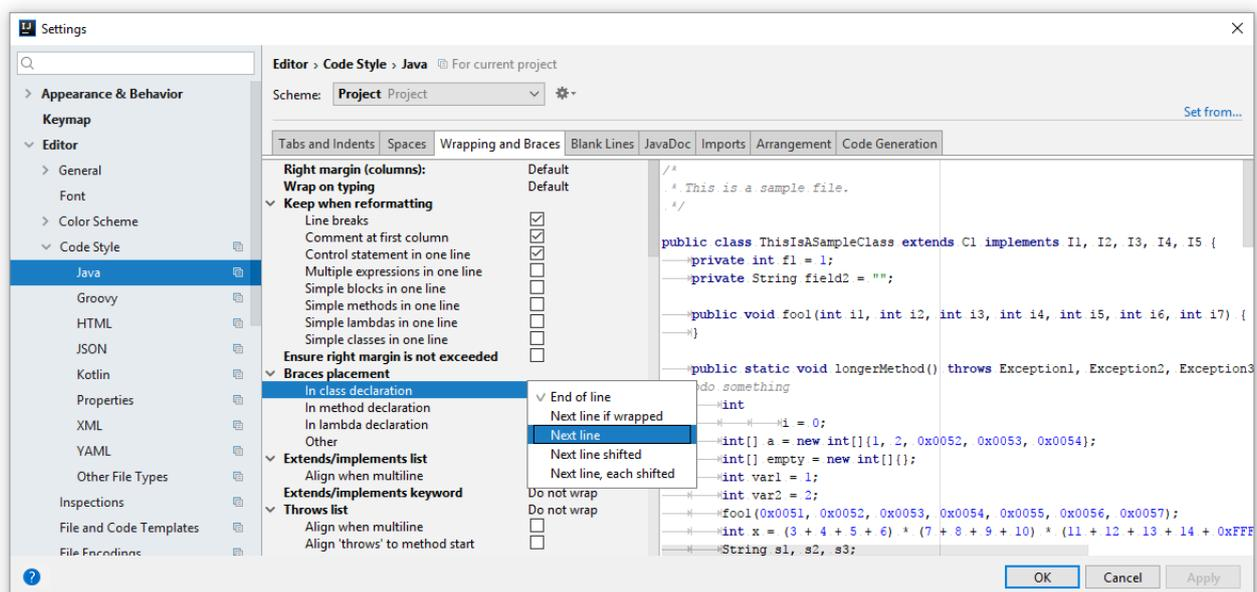 Settings
Editor › Code Style › Java For current project
Scheme: Project Project
Set from...
Appearance & Behavior
Keymap
Editor
General
Font
Color Scheme
Code Style
Java
Groovy
HTML
JSON
Kotlin
Properties
XML
YAML
Other File Types
Inspections
File and Code Templates
File Encodings
Tabs and Indents Spaces Wrapping and Braces Blank Lines JavaDoc Imports Arrangement Code Generation
Right margin (columns): Default
Wrap on typing Default
Keep when reformatting
Line breaks
Comment at first column
Control statement in one line
Multiple expressions in one line
Simple blocks in one line
Simple methods in one line
Simple lambdas in one line
Simple classes in one line
Ensure right margin is not exceeded
Braces placement
In class declaration
In method declaration
In lambda declaration
Other
Extends/implements list
Align when multiline
Extends/implements keyword Do not wrap
Throws list Do not wrap
Align when multiline
Align 'throws' to method start
End of line
Next line if wrapped
Next line
Next line shifted
Next line, each shifted
/*
* This is a sample file.
*/
public class ThisIsASampleClass extends C1 implements I1, I2, I3, I4, I5 {
private int f1 = 1;
private String field2 = "";
public void foo1(int i1, int i2, int i3, int i4, int i5, int i6, int i7) {
}
public static void longerMethod() throws Exception1, Exception2, Exception3
odo something
int
i = 0;
int[] a = new int[]{1, 2, 0x0052, 0x0053, 0x0054};
int[] empty = new int[]{};
int var1 = 1;
int var2 = 2;
foo1(0x0051, 0x0052, 0x0053, 0x0054, 0x0055, 0x0056, 0x0057);
int x = (3 + 4 + 5 + 6) * (7 + 8 + 9 + 10) * (11 + 12 + 13 + 14 + 0xFFF
String s1, s2, s3;
? OK Cancel Apply